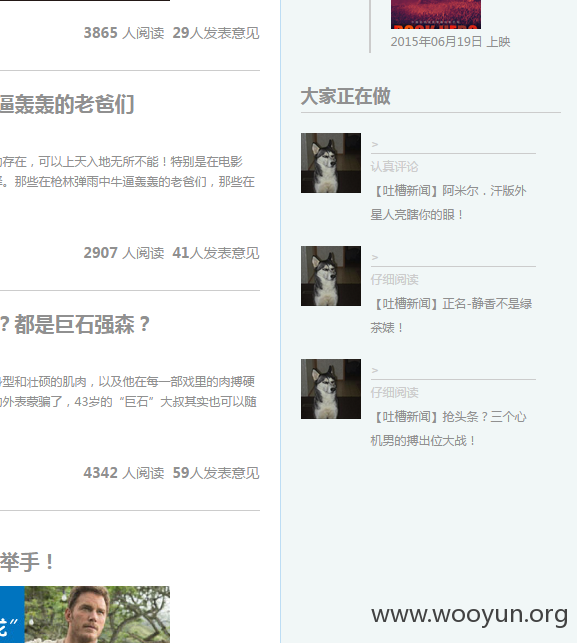 3865 人阅读 29人发表意见
逼轰轰的老爸们
存在，可以上天入地无所不能！特别是在电影
。那些在枪林弹雨中牛逼轰轰的老爸们，那些在
2907 人阅读 41人发表意见
？都是巨石强森？
型和壮硕的肌肉，以及他在每一部戏里的肉搏硬
外表蒙骗了，43岁的“巨石”大叔其实也可以随
4342 人阅读 59人发表意见
举手！
2015年06月19日 上映
大家正在做
>
认真评论
【吐槽新闻】阿米尔．汗版外
星人亮瞎你的眼！
>
仔细阅读
【吐槽新闻】正名-静香不是绿
茶婊！
>
仔细阅读
【吐槽新闻】抢头条？三个心
机男的搏出位大战！
www.wooyun.org